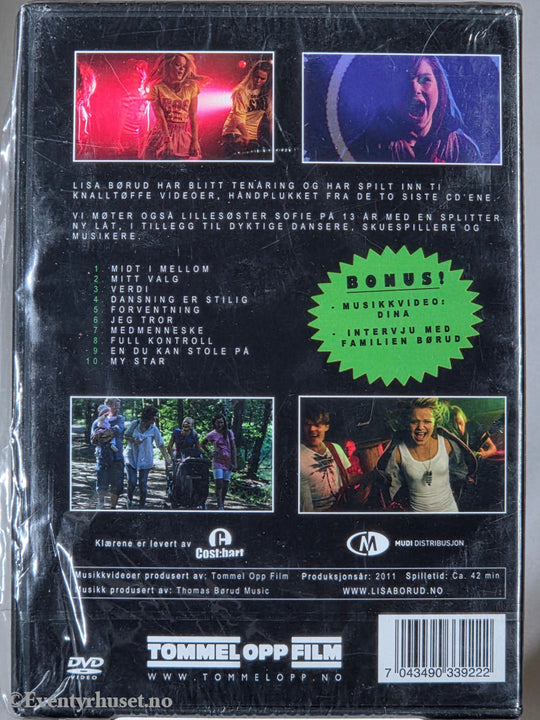 LISA BØRUD HAR BLITT TENÅRING OG HAR SPILT INN TI
KNALLTØFFE VIDEOER, HÅNDPLUKKET FRA DE TO SISTE CD'ENE.
VI MØTER OGSÅ LILLESØSTER SOFIE PÅ 13 ÅR MED EN SPLITTER
NY LÅT, I TILLEGG TIL DYKTIGE DANSERE, SKUESPILLERE OG
MUSIKERE.
1. MIDT I MELLOM
2. MITT VALG
3. VERDI
4. DANSNING ER STILIG
5. FORVENTNING
6. JEG TROR
7. MEDMENNESKE
8. FULL KONTROLL
9. EN DU KAN STOLE PÅ
10. MY STAR
BONUS!
- MUSIKKVIDEO:
DINA
- INTERVJU MED
FAMILIEN BØRUD
Klærene er levert av
Cost:bart
M
MUDI DISTRIBUSJON
Musikkvideoer produsert av: Tommel Opp Film Produksjonsår: 2011 Spilletid: Ca. 42 min
Musikk produsert av: Thomas Børud Music WWW.LISABORUD.NO
DVD
VIDEO
TOMMEL OPP FILM
WWW.TOMMELOPP.NO
7 043490 339222
©Eventyrhuset.no